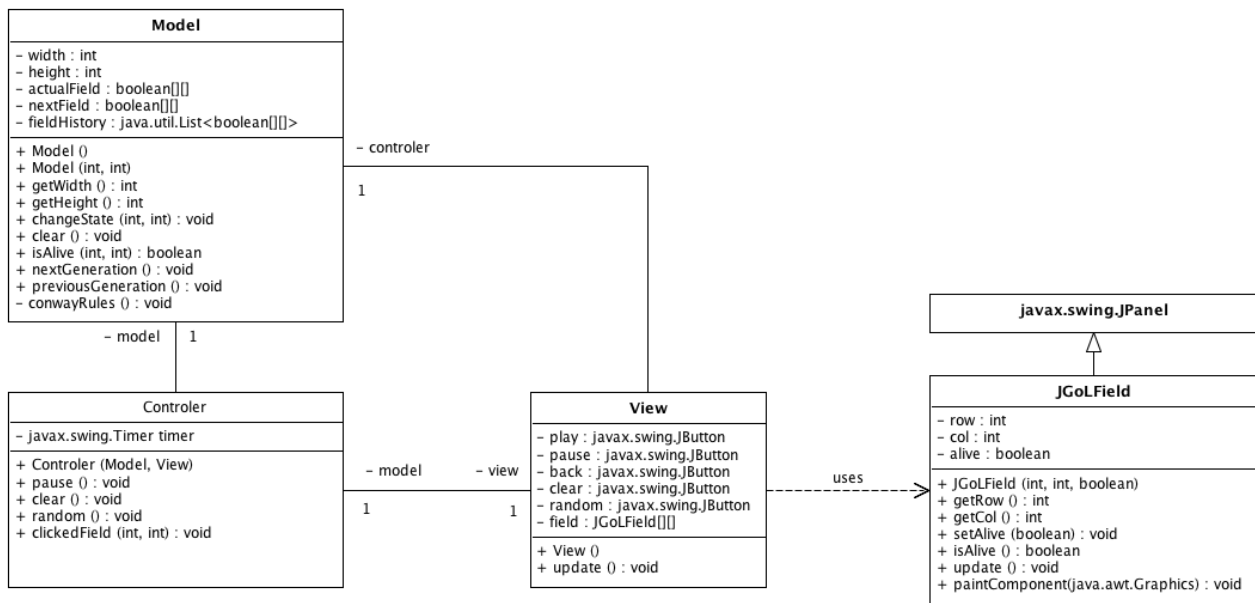 Model
- width : int
- height : int
- actualField : boolean[][]
- nextField : boolean[][]
- fieldHistory : java.util.List<boolean[][]>
+ Model ()
+ Model (int, int)
+ getWidth () : int
+ getHeight () : int
+ changeState (int, int) : void
+ clear () : void
+ isAlive (int, int) : boolean
+ nextGeneration () : void
+ previousGeneration () : void
- conwayRules () : void
- controler
1
- model
1
Controler
- javax.swing.Timer timer
+ Controler (Model, View)
+ pause () : void
+ clear () : void
+ random () : void
+ clickedField (int, int) : void
- model
1
- view
1
View
- play : javax.swing.JButton
- pause : javax.swing.JButton
- back : javax.swing.JButton
- clear : javax.swing.JButton
- random : javax.swing.JButton
- field : JGoLField[][]
+ View ()
+ update () : void
uses
javax.swing.JPanel
JGoLField
- row : int
- col : int
- alive : boolean
+ JGoLField (int, int, boolean)
+ getRow () : int
+ getCol () : int
+ setAlive (boolean) : void
+ isAlive () : boolean
+ update () : void
+ paintComponent(java.awt.Graphics) : void